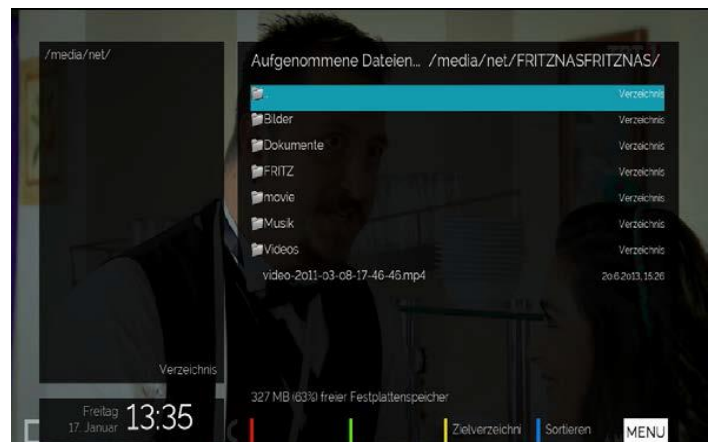 /media/net/
Verzeichnis
Freitag
17. Januar
13:35
Aufgenommene Dateien... /media/net/FRITZNASFRITZNAS/
.. Verzeichnis
Bilder Verzeichnis
Dokumente Verzeichnis
FRITZ Verzeichnis
movie Verzeichnis
Musik Verzeichnis
Videos Verzeichnis
video-2011-03-08-17-46-46.mp4 20.6.2013, 15:26
327 MB (63%) freier Festplattenspeicher
Zielverzeichni Sortieren MENU